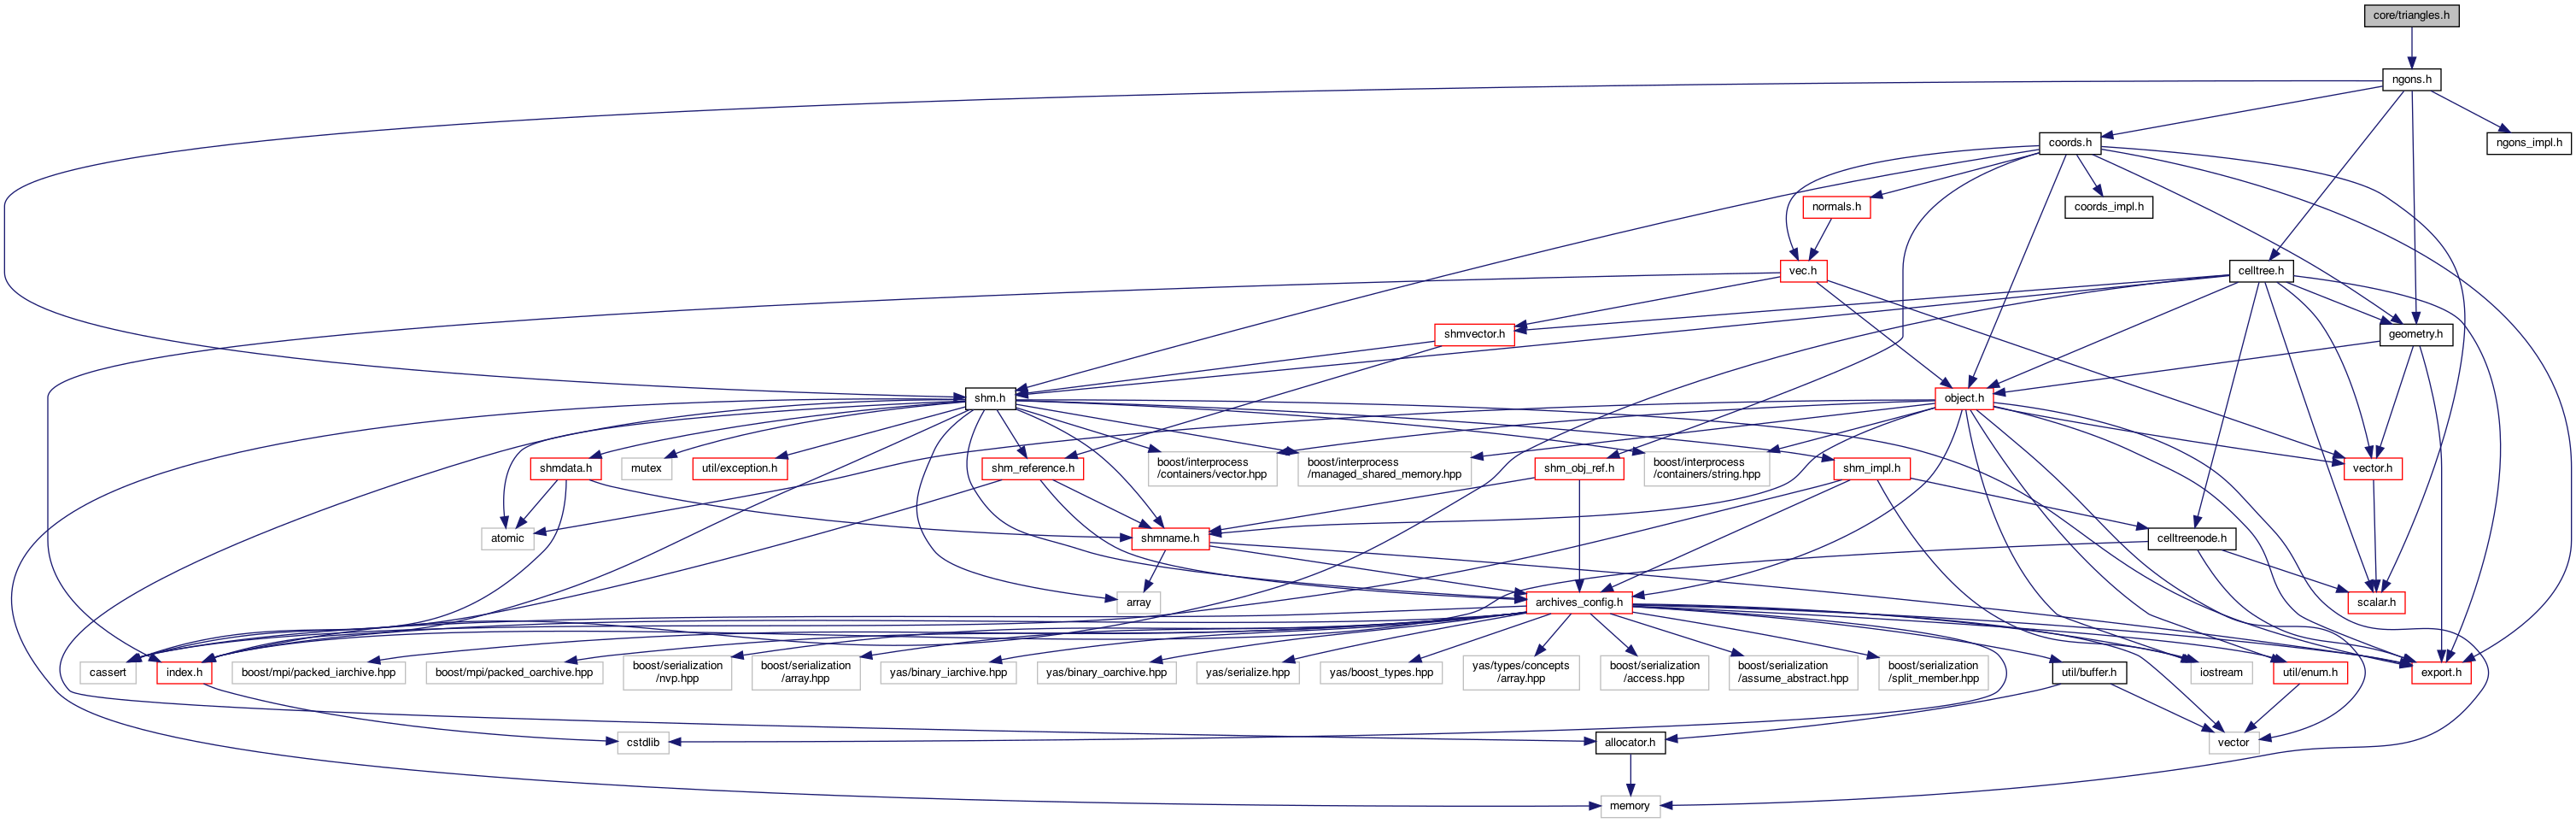 core/triangles.h
ngons.h
coords.h
ngons_impl.h
normals.h
coords_impl.h
vec.h
celltree.h
shmvector.h
geometry.h
shm.h
object.h
shmdata.h
mutex
util/exception.h
shm_reference.h
boost/interprocess
/containers/vector.hpp
boost/interprocess
/managed_shared_memory.hpp
shm_obj_ref.h
boost/interprocess
/containers/string.hpp
shm_impl.h
vector.h
atomic
shmname.h
celltreenode.h
array
archives_config.h
scalar.h
cassert
index.h
boost/mpi/packed_iarchive.hpp
boost/mpi/packed_oarchive.hpp
boost/serialization
/nvp.hpp
boost/serialization
/array.hpp
yas/binary_iarchive.hpp
yas/binary_oarchive.hpp
yas/serialize.hpp
yas/boost_types.hpp
yas/types/concepts
/array.hpp
boost/serialization
/access.hpp
boost/serialization
/assume_abstract.hpp
boost/serialization
/split_member.hpp
util/buffer.h
iostream
util/enum.h
export.h
cstdlib
allocator.h
vector
memory